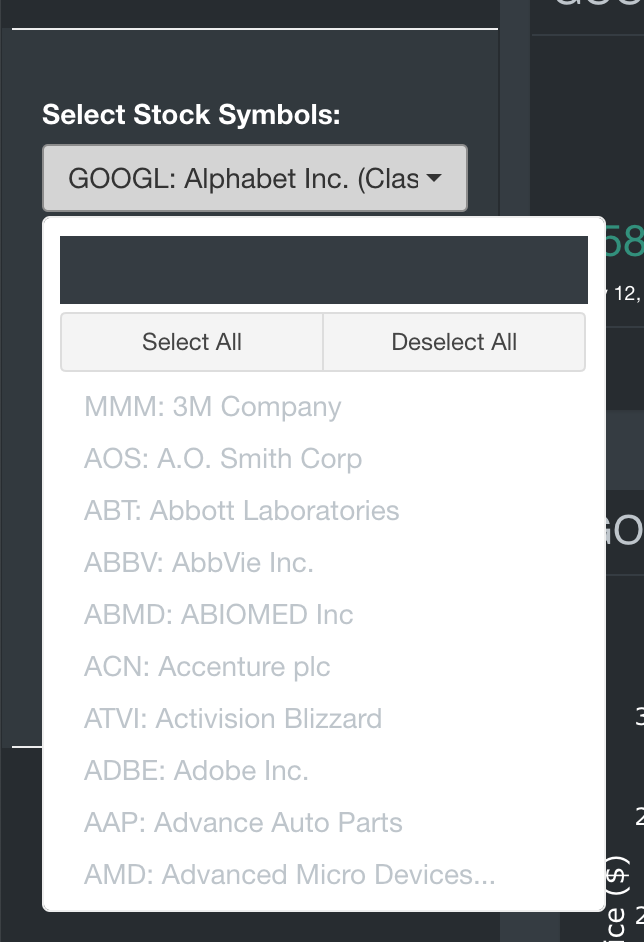 Select Stock Symbols:
GOOGL: Alphabet Inc. (Clas
58
12,
Select All
Deselect All
MMM: 3M Company
AOS: A.O. Smith Corp
ABT: Abbott Laboratories
GO
ABBV: AbbVie Inc.
ABMD: ABIOMED Inc
ACN: Accenture plc
ATVI: Activision Blizzard
3
ADBE: Adobe Inc.
AAP: Advance Auto Parts
2
AMD: Advanced Micro Devices...
ice ($)
2